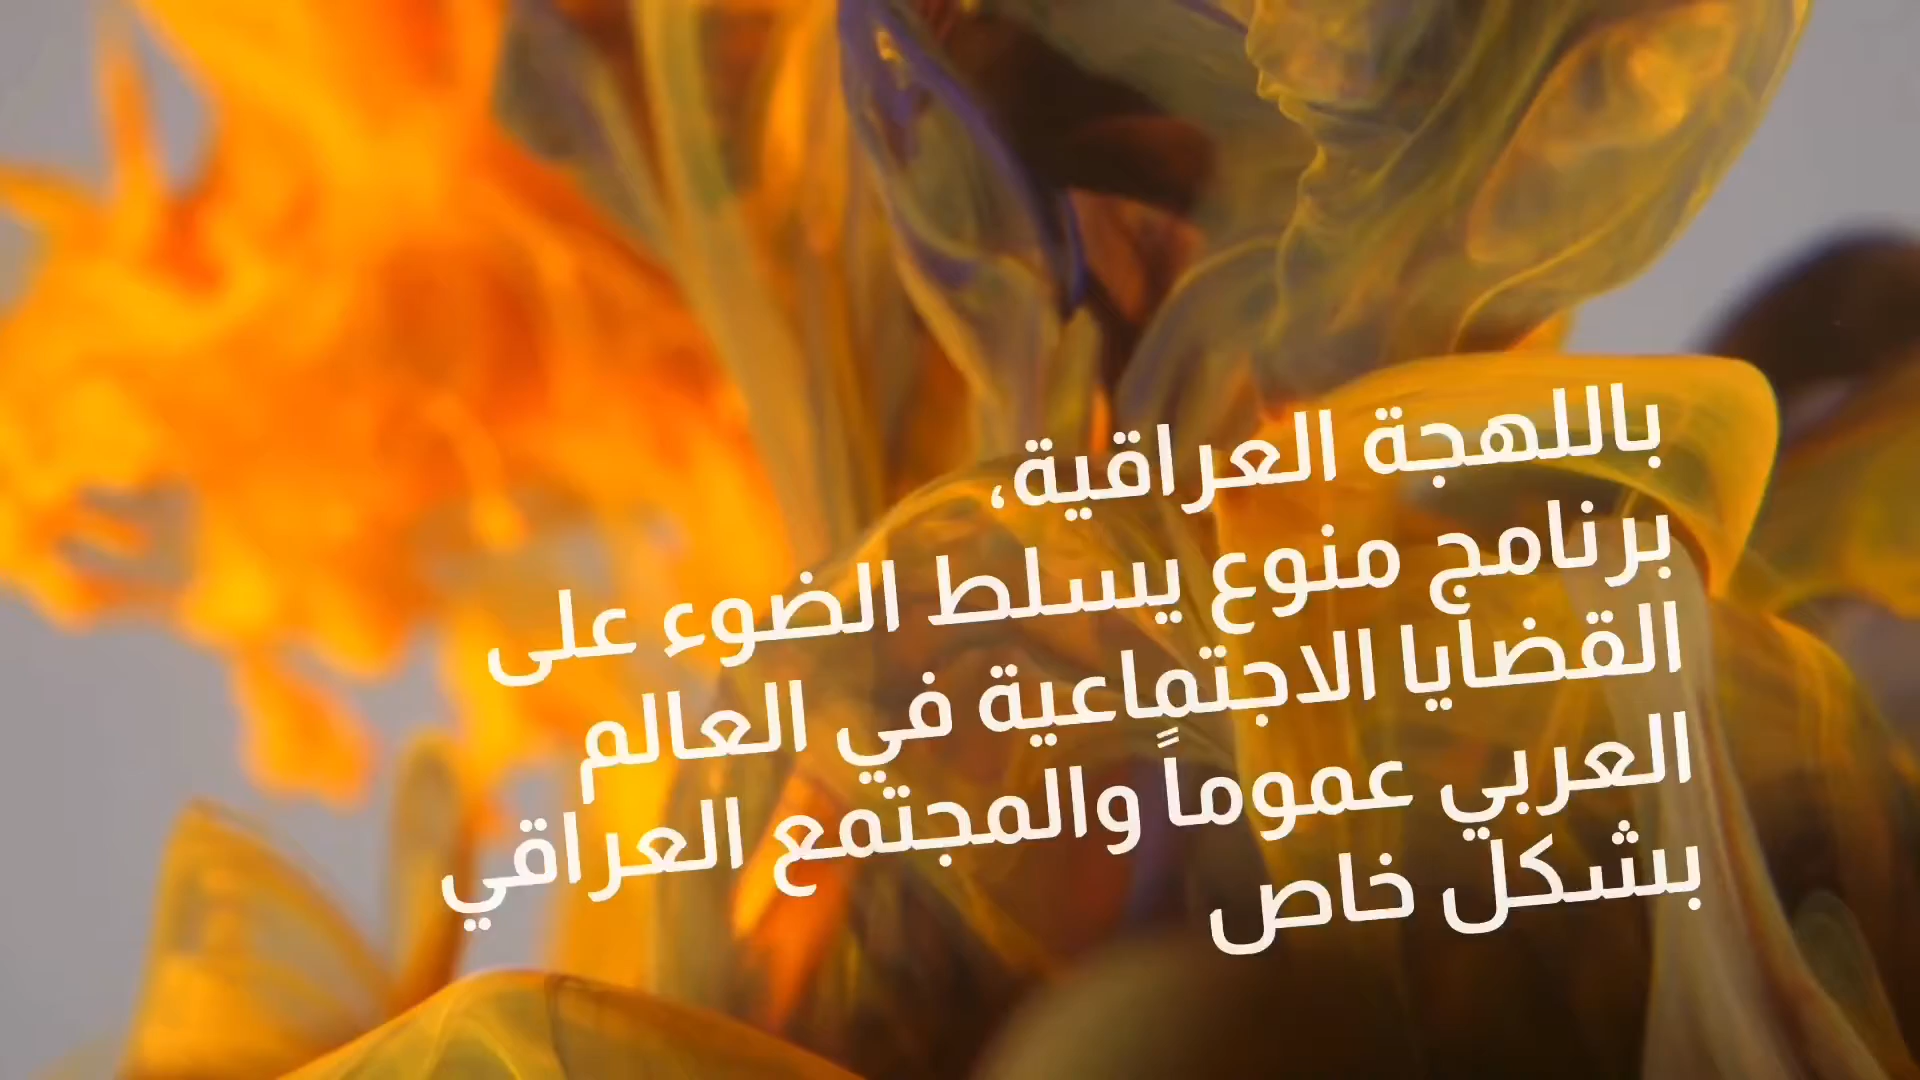 باللهجة العراقية،
برنامج منوع يسلط الضوء على
القضايا الاجتماعية في العالم
العربي عموماً والمجتمع العراقي
بشكل خاص